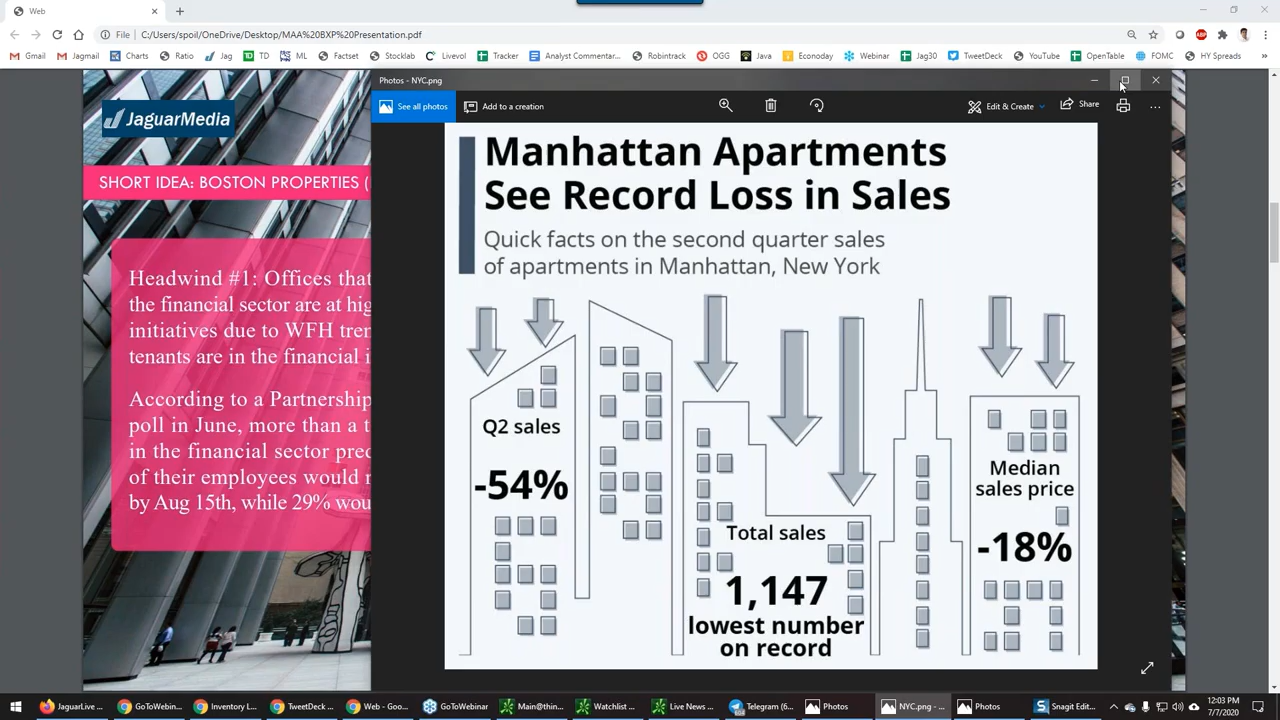 Web
File
C:/Users/spoil/OneDrive/Desktop/MAA%20BXP%20Presentation.pdf
Gmail
Jagmail
Charts
Ratio
Jag
TD
ML
Factset
Stocklab
Livevol
Tracker
Analyst Commentar...
Robintrack
OGG
Java
Econoday
Webinar
Jag30
TweetDeck
YouTube
OpenTable
FOMC
HY Spreads
»
JaguarMedia
SHORT IDEA: BOSTON PROPERTIES (
Headwind #1: Offices that
the financial sector are at hig
initiatives due to WFH tren
tenants are in the financial i
According to a Partnership
poll in June, more than a t
in the financial sector pred
of their employees would r
by Aug 15th, while 29% wou
Photos - NYC.png
See all photos
Add to a creation
Edit & Create
Share
Manhattan Apartments
See Record Loss in Sales
Quick facts on the second quarter sales
of apartments in Manhattan, New York
Q2 sales
-54%
Total sales
1,147
lowest number
on record
Median
sales price
-18%
JaguarLive ...
GoToWebin...
Inventory L...
TweetDeck ...
Web - Goo...
GoToWebinar
Main@thin...
Watchlist ...
Live News ...
Telegram (6...
Photos
NYC.png - ...
Photos
Snagit Edit...
12:03 PM
7/7/2020